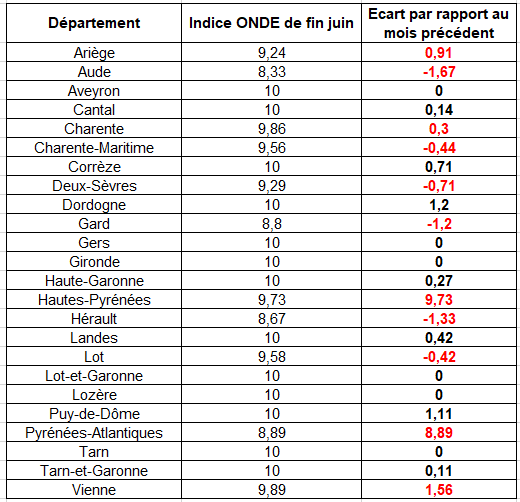 Département Indice ONDE de fin juin Ecart par rapport au
mois précédent
Ariège 9,24 0,91
Aude 8,33 -1,67
Aveyron 10 0
Cantal 10 0,14
Charente 9,86 0,3
Charente-Maritime 9,56 -0,44
Corrèze 10 0,71
Deux-Sèvres 9,29 -0,71
Dordogne 10 1,2
Gard 8,8 -1,2
Gers 10 0
Gironde 10 0
Haute-Garonne 10 0,27
Hautes-Pyrénées 9,73 9,73
Hérault 8,67 -1,33
Landes 10 0,42
Lot 9,58 -0,42
Lot-et-Garonne 10 0
Lozère 10 0
Puy-de-Dôme 10 1,11
Pyrénées-Atlantiques 8,89 8,89
Tarn 10 0
Tarn-et-Garonne 10 0,11
Vienne 9,89 1,56